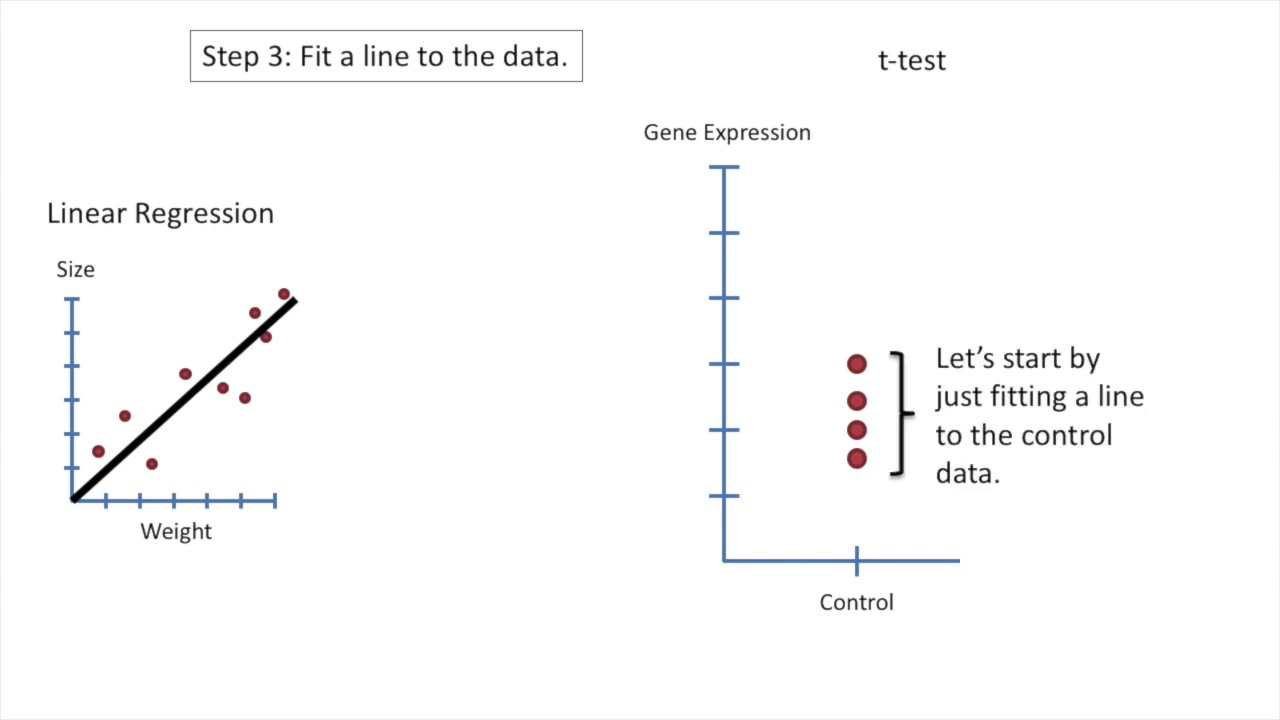 Step 3: Fit a line to the data.
t-test
Gene Expression
Linear Regression
Size
Let’s start by
just fitting a line
to the control
data.
Weight
Control